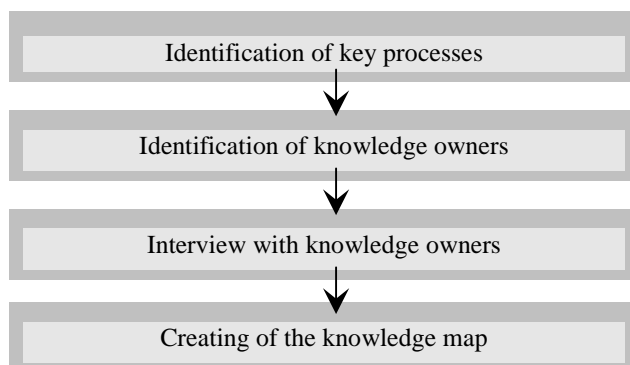 Identification of key processes
Identification of knowledge owners
Interview with knowledge owners
Creating of the knowledge map